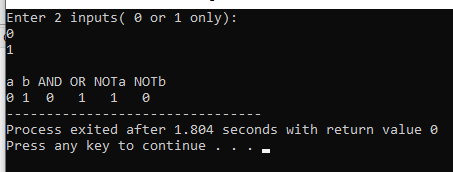 Enter 2 inputs( 0 or 1 only):
0
1
a b AND OR NOTa NOTb
0 1 0 1 1 0
--------------------------------
Process exited after 1.804 seconds with return value 0
Press any key to continue . . .